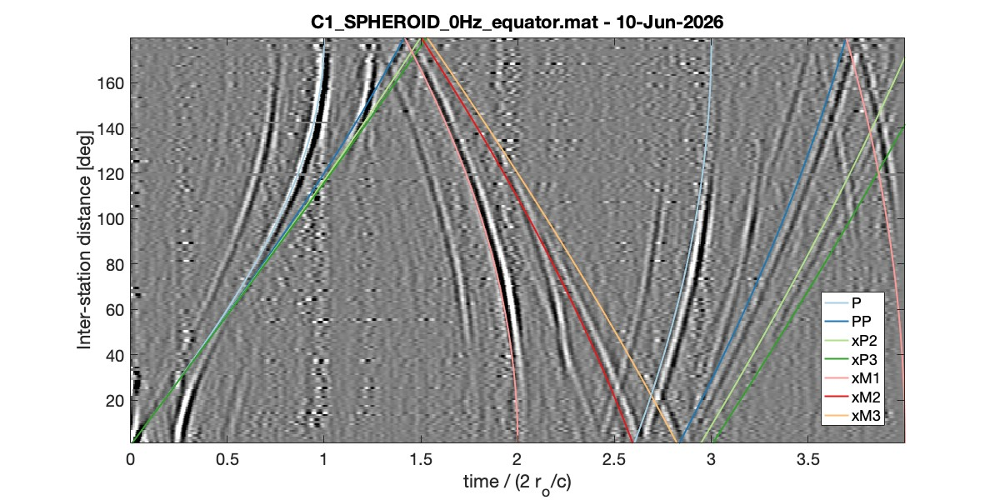 C1_SPHEROID_0Hz_equator.mat - 10-Jun-2026
Inter-station distance [deg]
160
140
120
100
80
60
40
20
0
0.5
1
1.5
2
2.5
3
3.5
time / (2 r_o/c)
P
PP
xP2
xP3
xM1
xM2
xM3